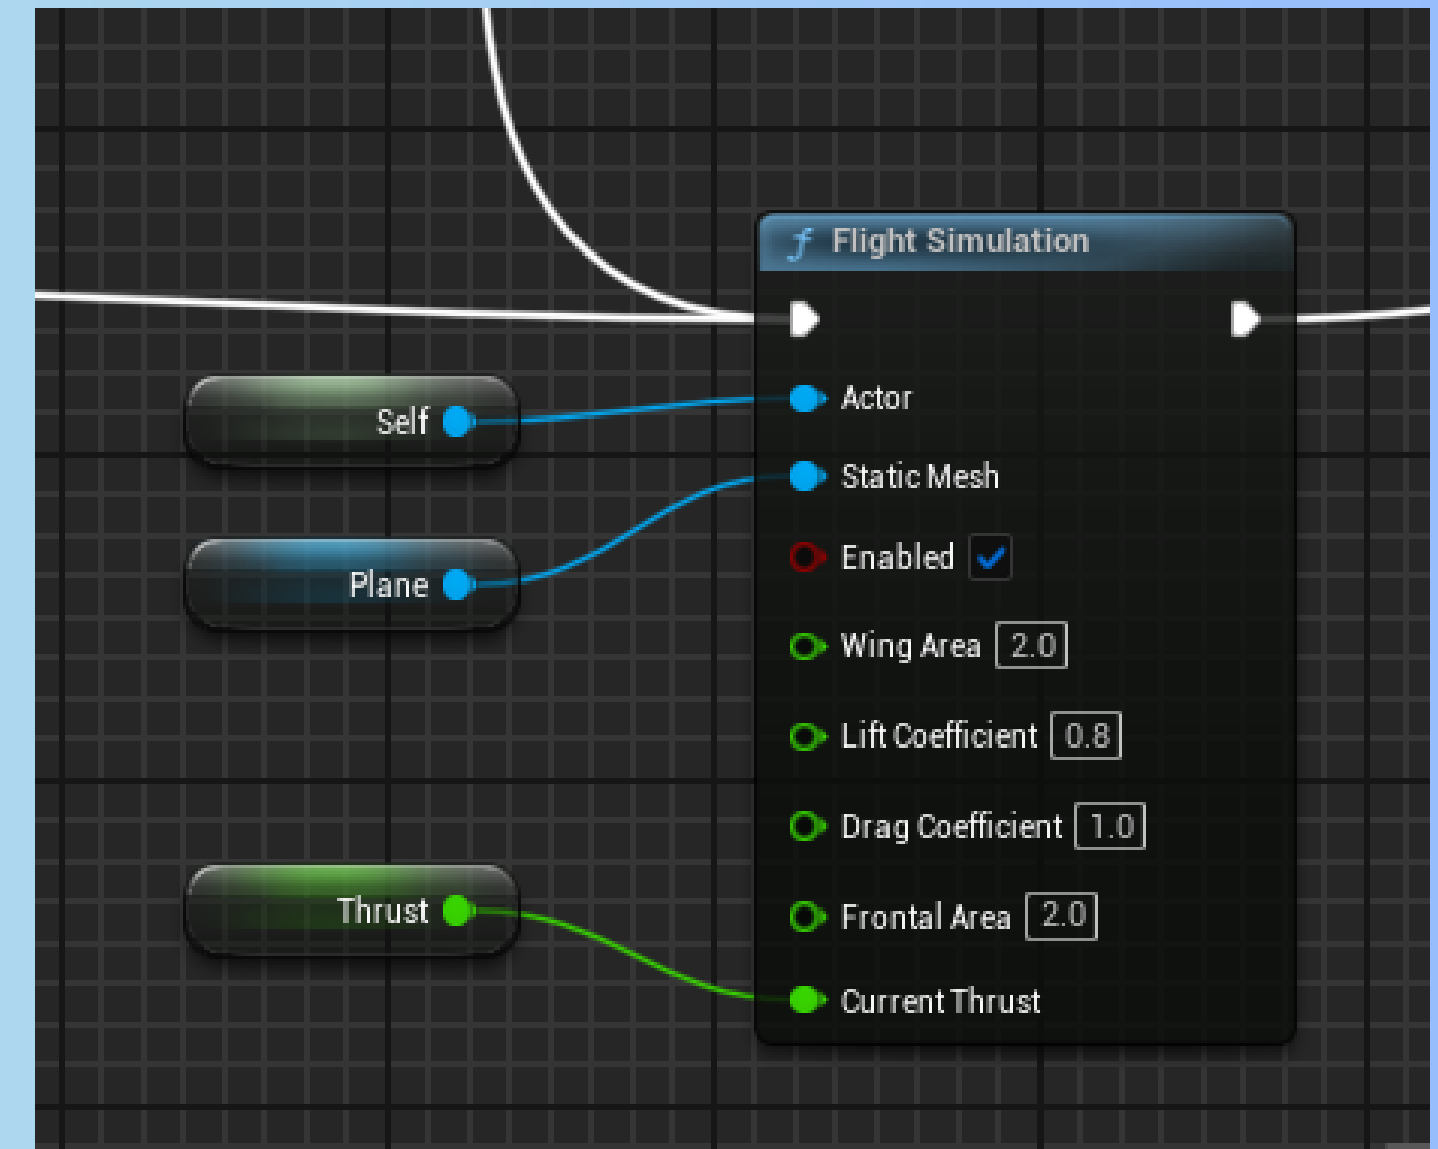 Flight Simulation
Self
Actor
Static Mesh
Plane
Enabled
Wing Area 2.0
Lift Coefficient 0.8
Drag Coefficient 1.0
Thrust
Frontal Area 2.0
Current Thrust